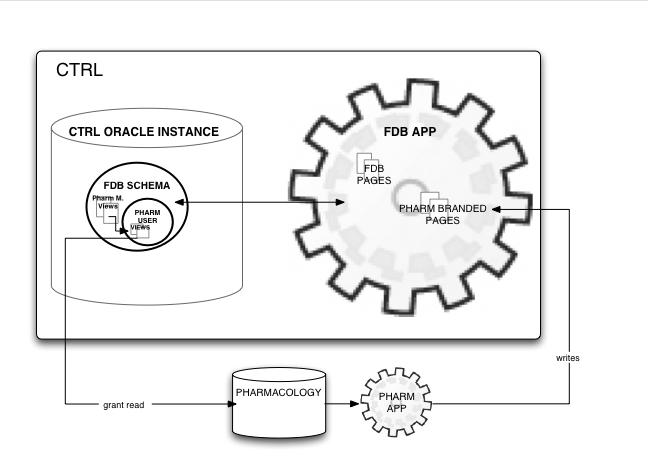 CTRL
CTRL ORACLE INSTANCE
FDB SCHEMA
Pharm M.
Views
PHARM
USER
Views
FDB APP
FDB
PAGES
PHARM BRANDED
PAGES
writes
grant read
PHARMACOLOGY
PHARM
APP